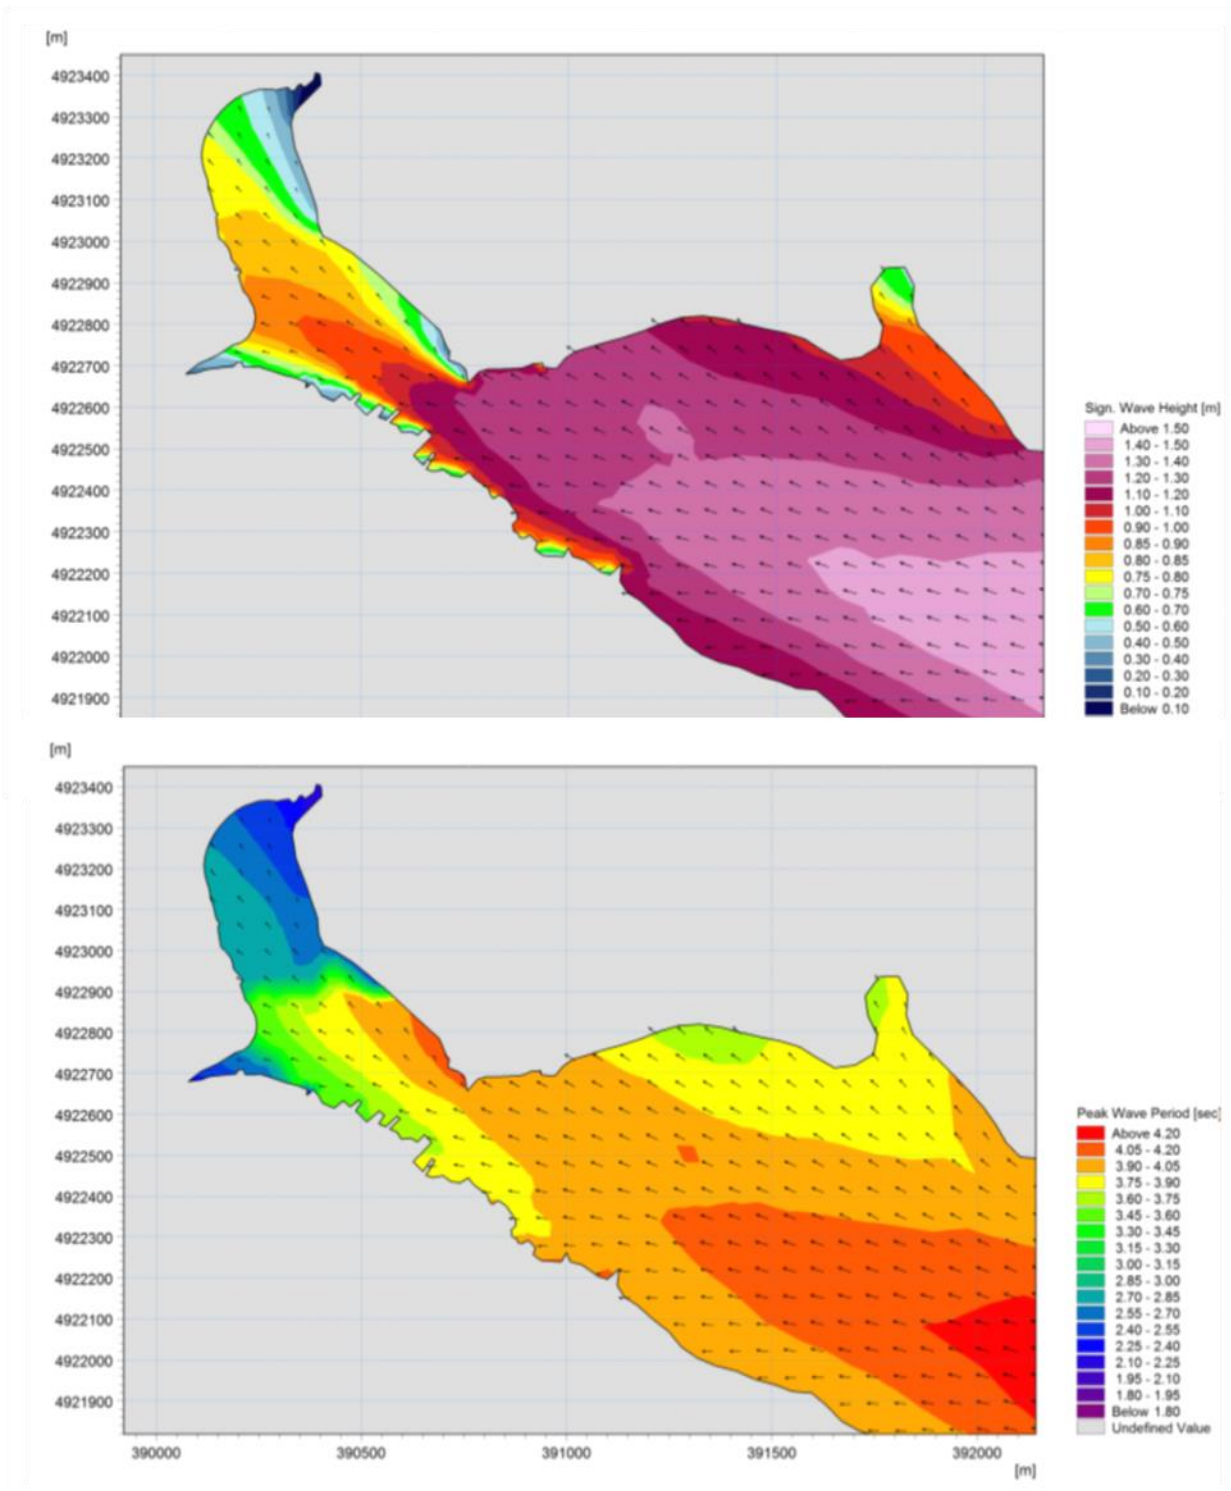 [m]
4923400
4923300
4923200
4923100
4923000
4922900
4922800
4922700
4922600
4922500
4922400
4922300
4922200
4922100
4922000
4921900
Sign. Wave Height [m]
Above 1.50
1.40 - 1.50
1.30 - 1.40
1.20 - 1.30
1.10 - 1.20
1.00 - 1.10
0.90 - 1.00
0.85 - 0.90
0.80 - 0.85
0.75 - 0.80
0.70 - 0.75
0.60 - 0.70
0.50 - 0.60
0.40 - 0.50
0.30 - 0.40
0.20 - 0.30
0.10 - 0.20
Below 0.10
[m]
4923400
4923300
4923200
4923100
4923000
4922900
4922800
4922700
4922600
4922500
4922400
4922300
4922200
4922100
4922000
4921900
390000 390500 391000 391500 392000
[m]
Peak Wave Period [sec]
Above 4.20
4.05 - 4.20
3.90 - 4.05
3.75 - 3.90
3.60 - 3.75
3.45 - 3.60
3.30 - 3.45
3.15 - 3.30
3.00 - 3.15
2.85 - 3.00
2.70 - 2.85
2.55 - 2.70
2.40 - 2.55
2.25 - 2.40
2.10 - 2.25
1.95 - 2.10
1.80 - 1.95
Below 1.80
Undefined Value